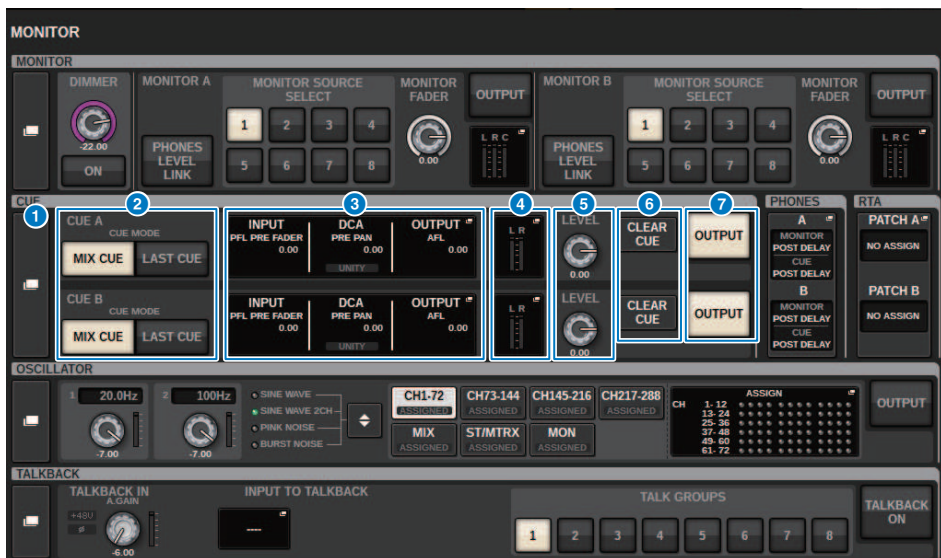 MONITOR
MONITOR
DIMMER
-22.00
ON
MONITOR A
PHONES
LEVEL
LINK
MONITOR SOURCE
SELECT
1 2 3 4
5 6 7 8
MONITOR
FADER
0.00
OUTPUT
L R C
MONITOR B
PHONES
LEVEL
LINK
MONITOR SOURCE
SELECT
1 2 3 4
5 6 7 8
MONITOR
FADER
0.00
OUTPUT
L R C
CUE
1 2 3 4 5 6 7
CUE A
CUE MODE
MIX CUE LAST CUE
INPUT
PFL PRE FADER
0.00
DCA
PRE PAN
0.00
UNITY
OUTPUT
AFL
0.00
L R
LEVEL
0.00
CLEAR
CUE
OUTPUT
CUE B
CUE MODE
MIX CUE LAST CUE
INPUT
PFL PRE FADER
0.00
DCA
PRE PAN
0.00
UNITY
OUTPUT
AFL
0.00
L R
LEVEL
0.00
CLEAR
CUE
OUTPUT
PHONES
A
MONITOR
POST DELAY
CUE
POST DELAY
B
MONITOR
POST DELAY
CUE
POST DELAY
RTA
PATCH A
NO ASSIGN
PATCH B
NO ASSIGN
OSCILLATOR
1 20.0Hz
-7.00
2 100Hz
-7.00
SINE WAVE
SINE WAVE 2CH
PINK NOISE
BURST NOISE
CH1-72
ASSIGNED
CH73-144
ASSIGNED
CH145-216
ASSIGNED
CH217-288
ASSIGNED
MIX
ASSIGNED
ST/MTRX
ASSIGNED
MON
ASSIGNED
ASSIGN
CH 1- 12
13- 24
25- 36
37- 48
49- 60
61- 72
OUTPUT
TALKBACK
TALKBACK IN
A.GAIN
+48V
Ø
-6.00
INPUT TO TALKBACK
----
TALK GROUPS
1 2 3 4 5 6 7 8
TALKBACK
ON